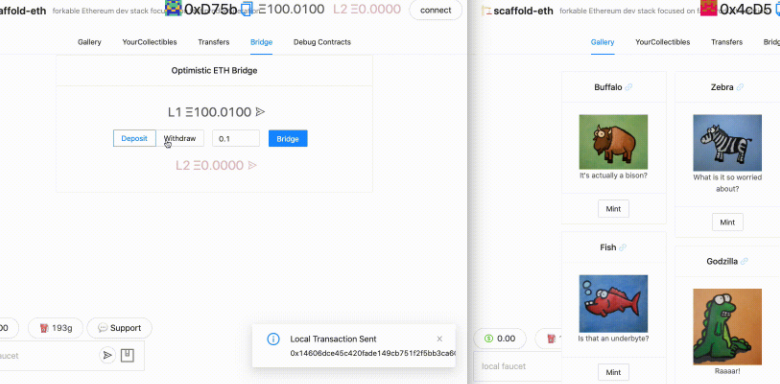 affold-eth forkable Ethereum dev stack focu 0xD75b Ξ100.0100 L2 Ξ0.0000 connect
Gallery YourCollectibles Transfers Bridge Debug Contracts
Optimistic ETH Bridge
L1 Ξ100.0100
Deposit Withdraw 0.1 Bridge
L2 Ξ0.0000
00 193g Support
aucet
Local Transaction Sent x
0x14606dce45c420fade149cb751f2f5bb3ca6
scaffold-eth forkable Ethereum dev stack focused on 0x4cD5
Gallery YourCollectibles Transfers Bridg
Buffalo Zebra
It's actually a bison? What is it so worried
about?
Mint Mint
Fish Godzilla
Is that an underbyte? Raaaar!
Mint
0.00
local faucet